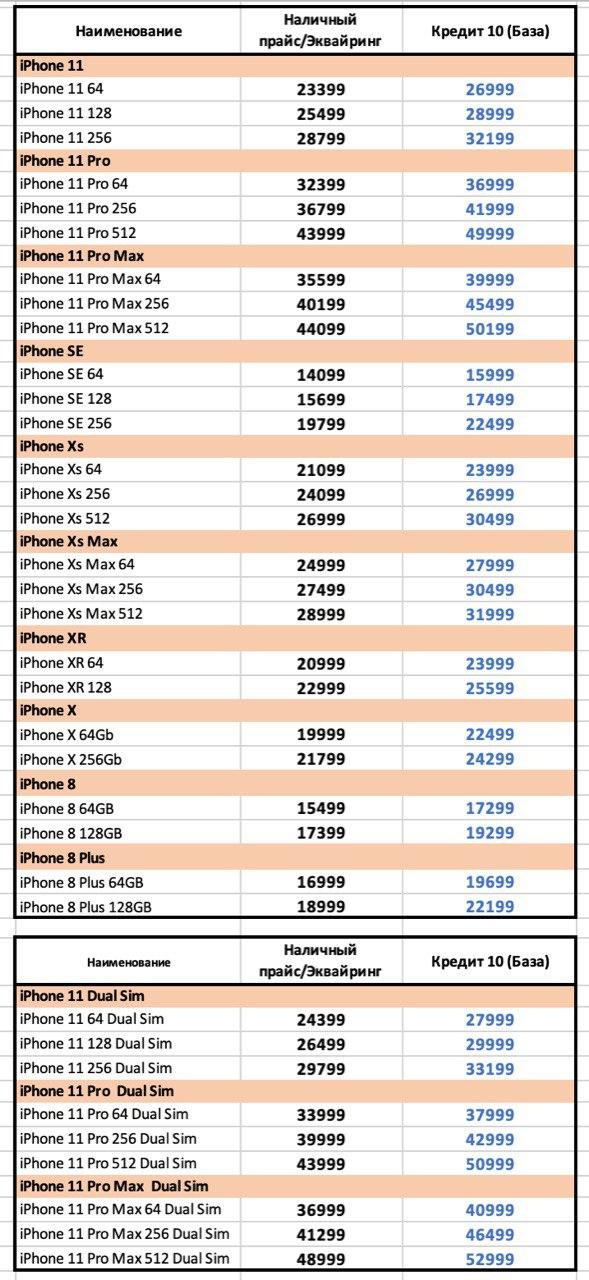 Наименование Наличный прайс/Эквайринг Кредит 10 (База)
iPhone 11
iPhone 11 64 23399 26999
iPhone 11 128 25499 28999
iPhone 11 256 28799 32199
iPhone 11 Pro
iPhone 11 Pro 64 32399 36999
iPhone 11 Pro 256 36799 41999
iPhone 11 Pro 512 43999 49999
iPhone 11 Pro Max
iPhone 11 Pro Max 64 35599 39999
iPhone 11 Pro Max 256 40199 45499
iPhone 11 Pro Max 512 44099 50199
iPhone SE
iPhone SE 64 14099 15999
iPhone SE 128 15699 17499
iPhone SE 256 19799 22499
iPhone Xs
iPhone Xs 64 21099 23999
iPhone Xs 256 24099 26999
iPhone Xs 512 26999 30499
iPhone Xs Max
iPhone Xs Max 64 24999 27999
iPhone Xs Max 256 27499 30499
iPhone Xs Max 512 28999 31999
iPhone XR
iPhone XR 64 20999 23999
iPhone XR 128 22999 25599
iPhone X
iPhone X 64Gb 19999 22499
iPhone X 256Gb 21799 24299
iPhone 8
iPhone 8 64GB 15499 17299
iPhone 8 128GB 17399 19299
iPhone 8 Plus
iPhone 8 Plus 64GB 16999 19699
iPhone 8 Plus 128GB 18999 22199
Наименование Наличный прайс/Эквайринг Кредит 10 (База)
iPhone 11 Dual Sim
iPhone 11 64 Dual Sim 24399 27999
iPhone 11 128 Dual Sim 26499 29999
iPhone 11 256 Dual Sim 29799 33199
iPhone 11 Pro  Dual Sim
iPhone 11 Pro 64 Dual Sim 33999 37999
iPhone 11 Pro 256 Dual Sim 39999 42999
iPhone 11 Pro 512 Dual Sim 43999 50999
iPhone 11 Pro Max  Dual Sim
iPhone 11 Pro Max 64 Dual Sim 36999 40999
iPhone 11 Pro Max 256 Dual Sim 41299 46499
iPhone 11 Pro Max 512 Dual Sim 48999 52999